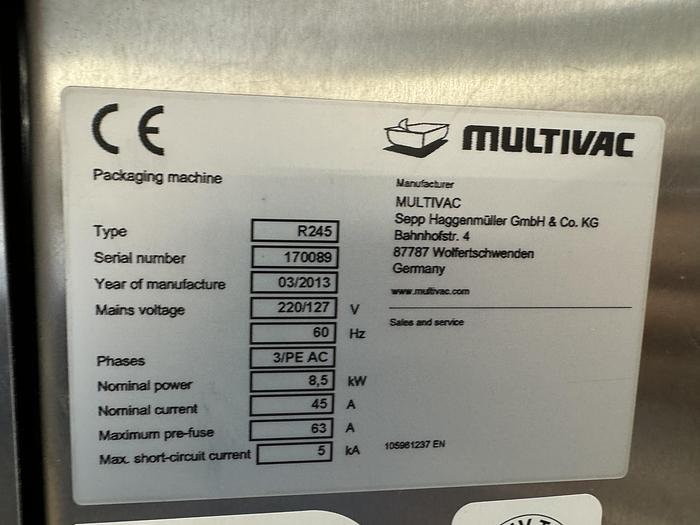 CE
MULTIVAC
Packaging machine
Type R245
Serial number 170089
Year of manufacture 03/2013
Mains voltage 220/127 V
60 Hz
Phases 3/PE AC
Nominal power 8,5 kW
Nominal current 45 A
Maximum pre-fuse 63 A
Max. short-circuit current 5 kA
Manufacturer
MULTIVAC
Sepp Haggenmüller GmbH & Co. KG
Bahnhofstr. 4
87787 Wolfertschwenden
Germany
www.multivac.com
Sales and service
105961237 EN